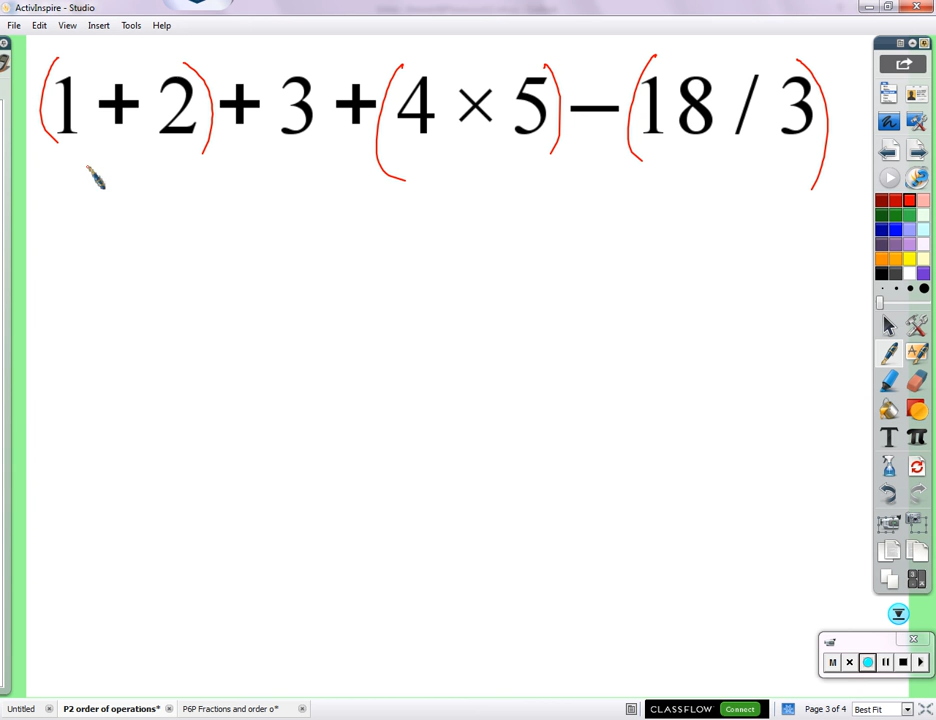 ActivInspire - Studio
File Edit View Insert Tools Help
(1 + 2) + 3 + (4 × 5) − (18 / 3)
T π
M
Untitled P2 order of operations* P6P Fractions and order o* CLASSFLOW Connect Page 3 of 4 Best Fit